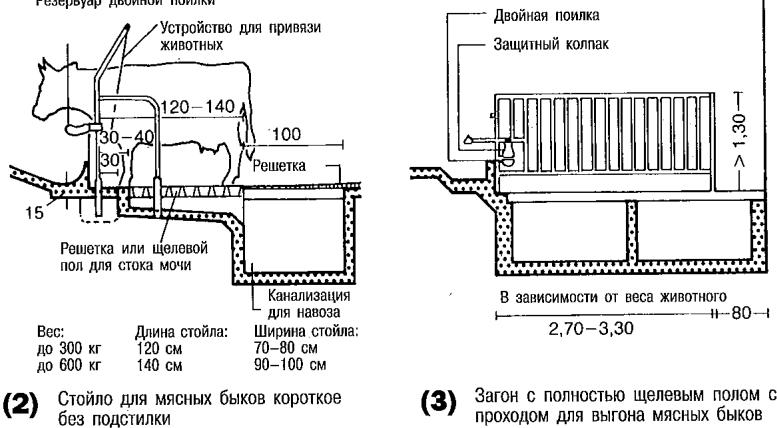 Резервуар двойной поилки
Устройство для привязи
животных
120–140
30–40
30
100
Решетка
15
Решетка или щелевой
пол для стока мочи
Канализация
для навоза
Вес: Длина стойла: Ширина стойла:
до 300 кг 120 см 70–80 см
до 600 кг 140 см 90–100 см
(2) Стойло для мясных быков короткое
без подстилки
Двойная поилка
Защитный колпак
> 1,30
В зависимости от веса животного
2,70–3,30
80
(3) Загон с полностью щелевым полом с
проходом для выгона мясных быков